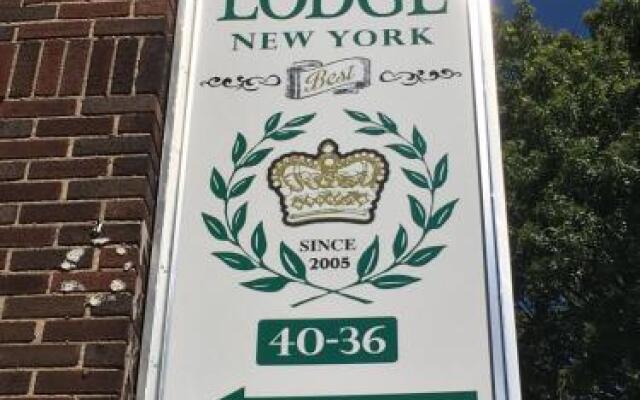 LODGE
NEW YORK
Best
SINCE
2005
40-36